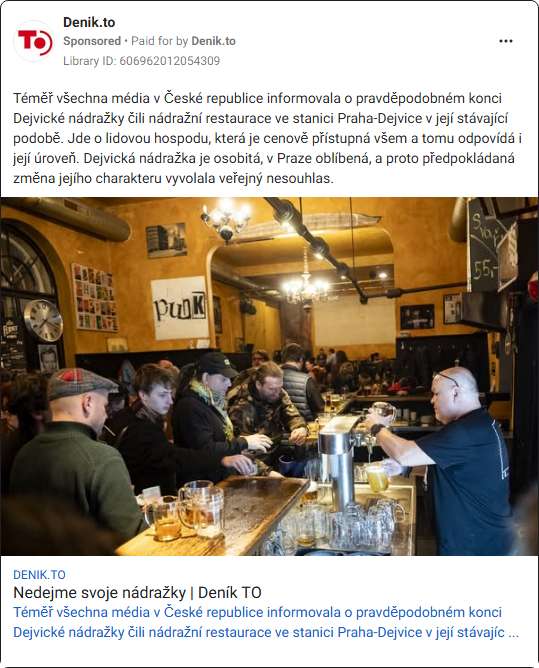 Denik.to
Sponsored • Paid for by Denik.to
Library ID: 606962012054309
TO
Téměř všechna média v České republice informovala o pravděpodobném konci
Dejvické nádražky čili nádražní restaurace ve stanici Praha-Dejvice v její stávající
podobě. Jde o lidovou hospodu, která je cenově přístupná všem a tomu odpovídá i
její úroveň. Dejvická nádražka je osobitá, v Praze oblíbená, a proto předpokládaná
změna jejího charakteru vyvolala veřejný nesouhlas.
PUNK
55,-
DENIK.TO
Nedejme svoje nádražky | Deník TO
Téměř všechna média v České republice informovala o pravděpodobném konci
Dejvické nádražky čili nádražní restaurace ve stanici Praha-Dejvice v její stávajíc ...